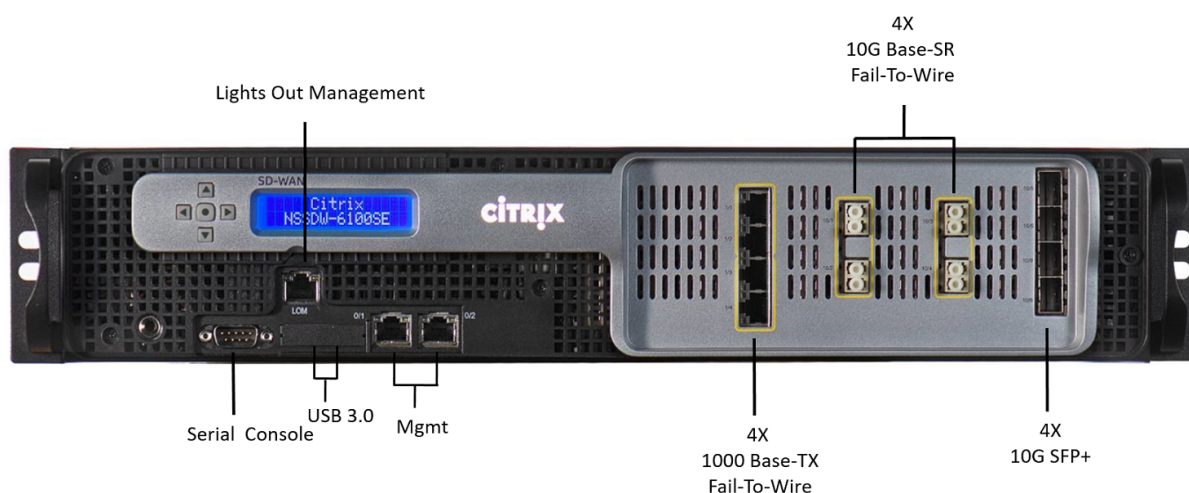 4X
10G Base-SR
Fail-To-Wire
Lights Out Management
SD-WAN
Citrix
NSSDW-6100SE
CITRIX
LOM
0/1
0/2
USB 3.0
Serial Console
Mgmt
4X
1000 Base-TX
Fail-To-Wire
4X
10G SFP+